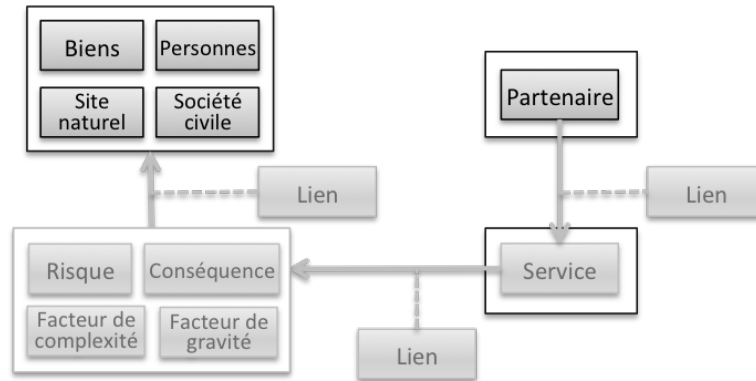 Biens
Personnes
Site
naturel
Société
civile
Partenaire
Lien
Lien
Risque
Conséquence
Service
Facteur de
complexité
Facteur de
gravité
Lien